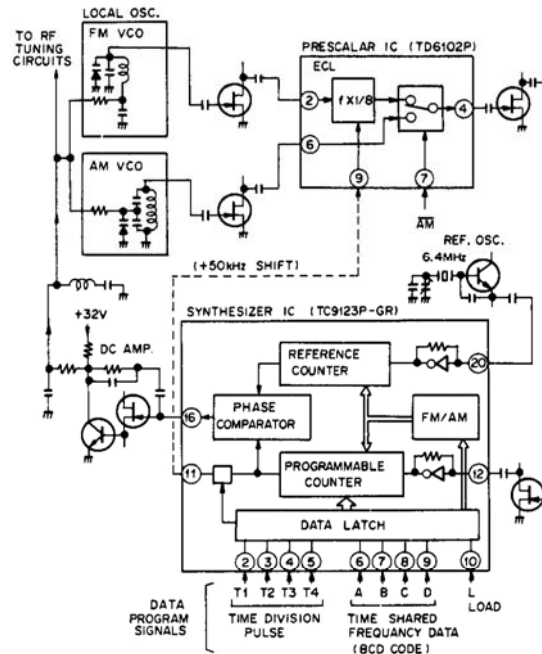 LOCAL OSC.
TO RF
TUNING
CIRCUITS
FM VCO
PRESCALAR IC (TD6102P)
ECL
2
f X1/8
4
6
9
7
AM VCO
AM
REF. OSC.
6.4MHz
(+50kHz SHIFT)
+32V
DC AMP.
SYNTHESIZER IC (TC9123P-GR)
REFERENCE
COUNTER
20
16
PHASE
COMPARATOR
FM/AM
11
PROGRAMMABLE
COUNTER
12
DATA LATCH
2 3 4 5 6 7 8 9 10
T1 T2 T3 T4 A B C D L
LOAD
DATA
PROGRAM
SIGNALS
TIME DIVISION
PULSE
TIME SHARED
FREQUANCY DATA
(BCD CODE)